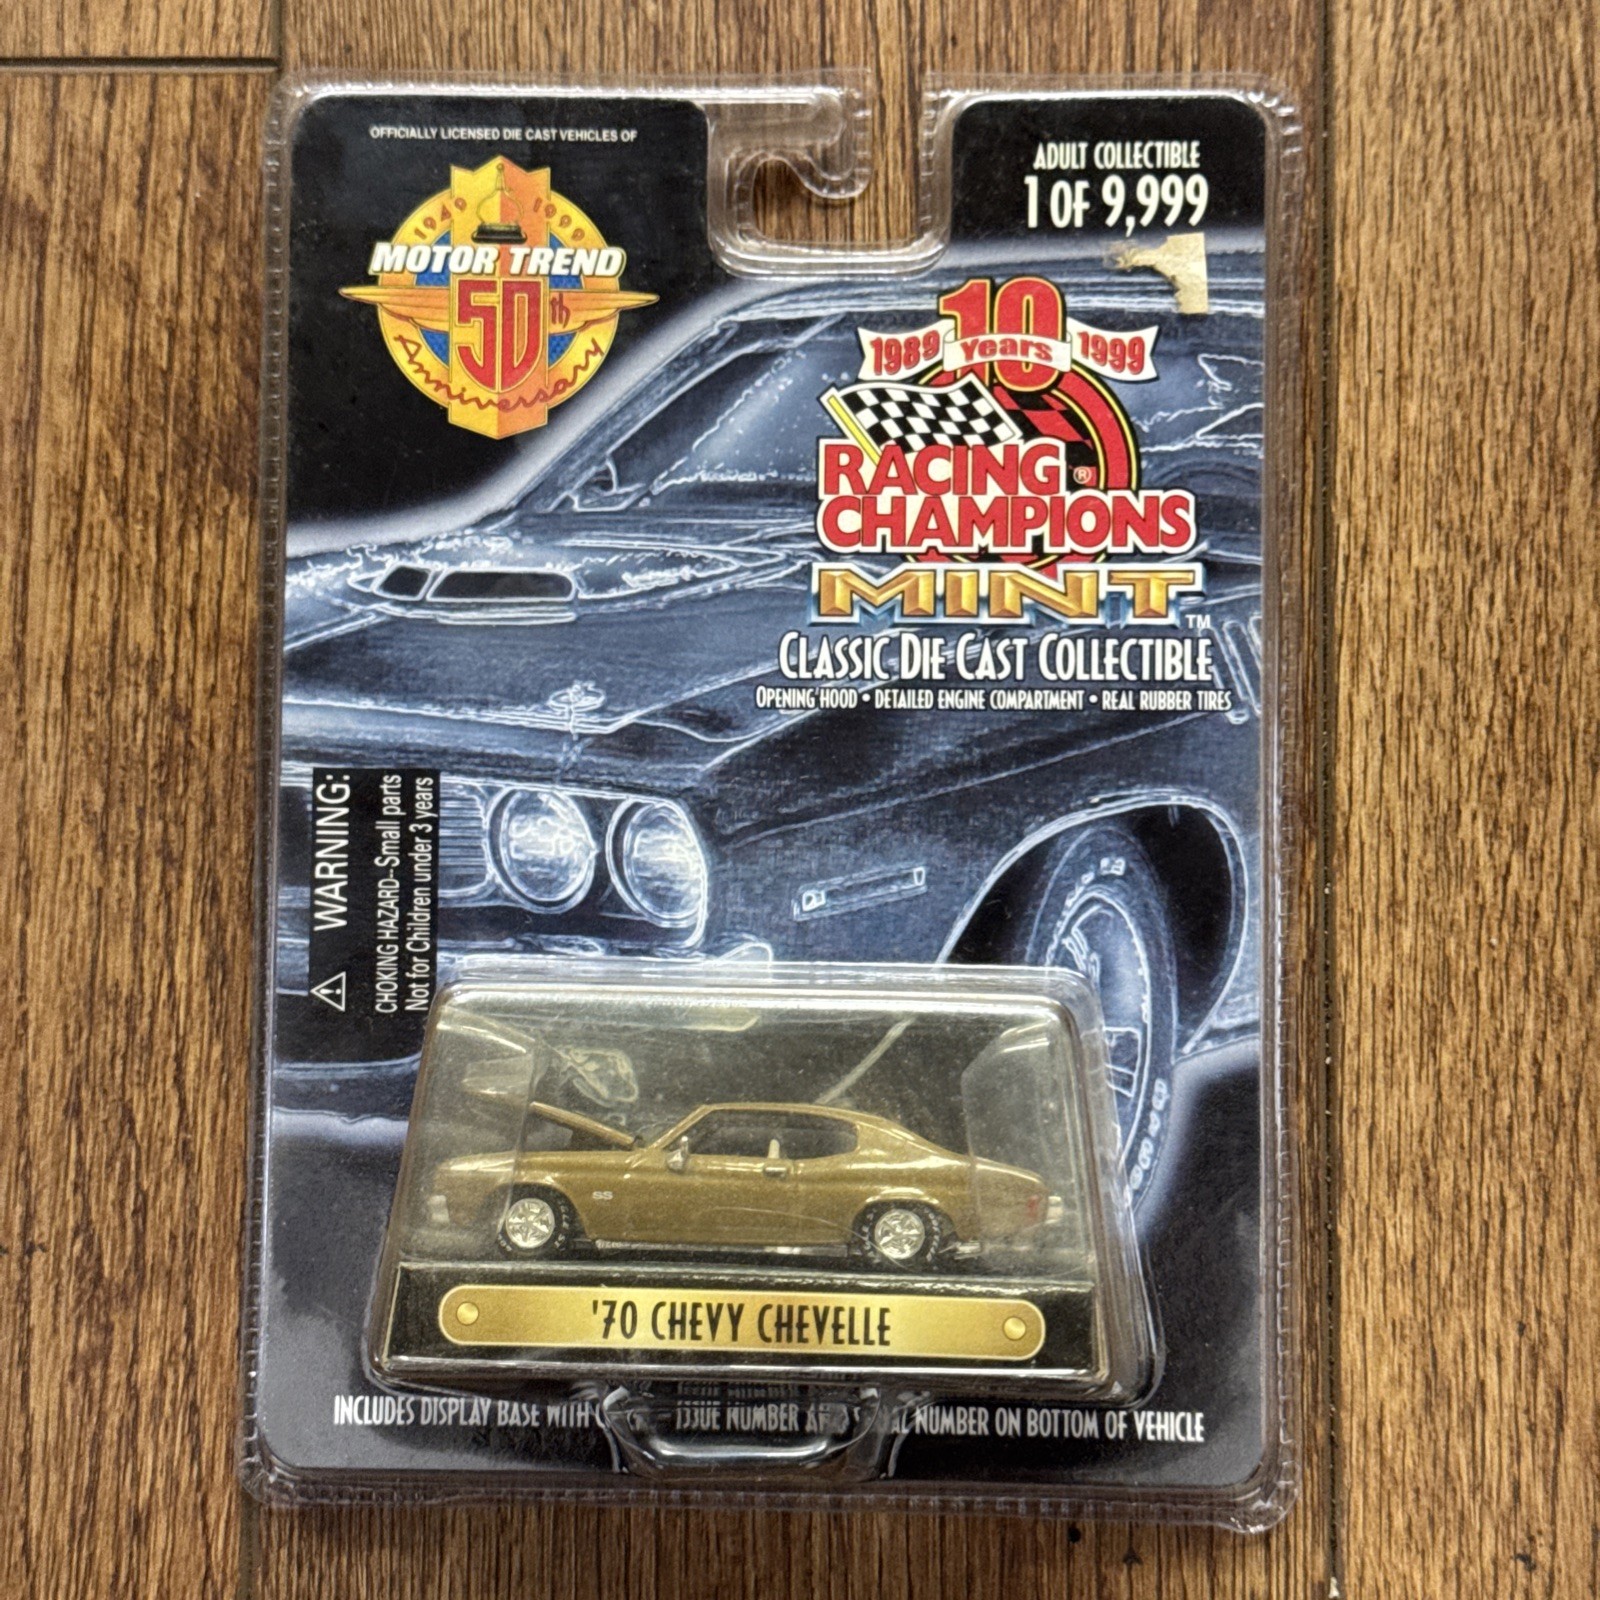 OFFICIALLY LICENSED DIE CAST VEHICLES OF
1949 1999
MOTOR TREND
50th
Anniversary
ADULT COLLECTIBLE
1 OF 9,999
10
1989 Years 1999
RACING ®
CHAMPIONS
MINT™
CLASSIC DIE CAST COLLECTIBLE
OPENING HOOD • DETAILED ENGINE COMPARTMENT • REAL RUBBER TIRES
WARNING:
CHOKING HAZARD–Small parts
Not for Children under 3 years
SS
'70 CHEVY CHEVELLE
INCLUDES DISPLAY BASE WITH NUMBER NUMBER ON BOTTOM OF VEHICLE